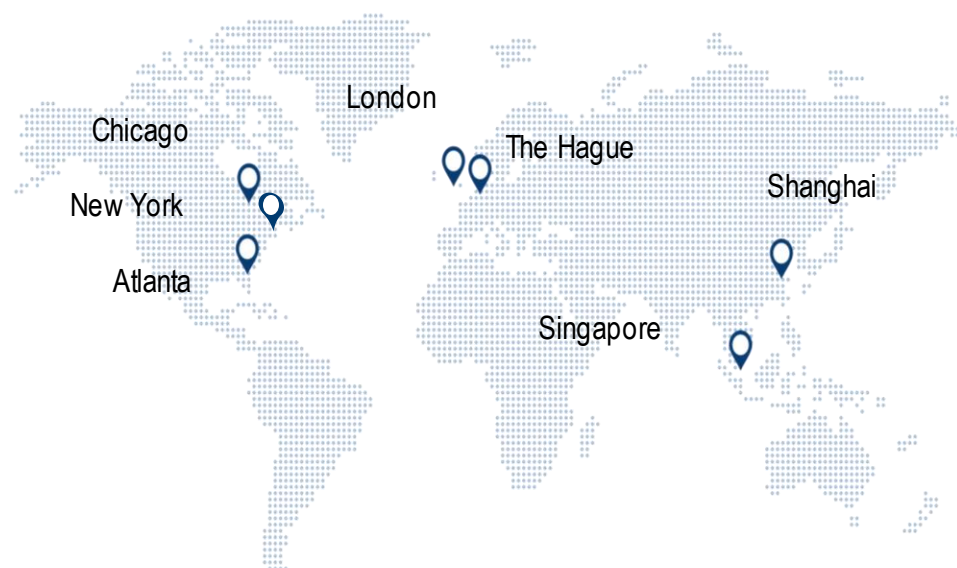 London
Chicago
The Hague
Shanghai
New York
Atlanta
Singapore